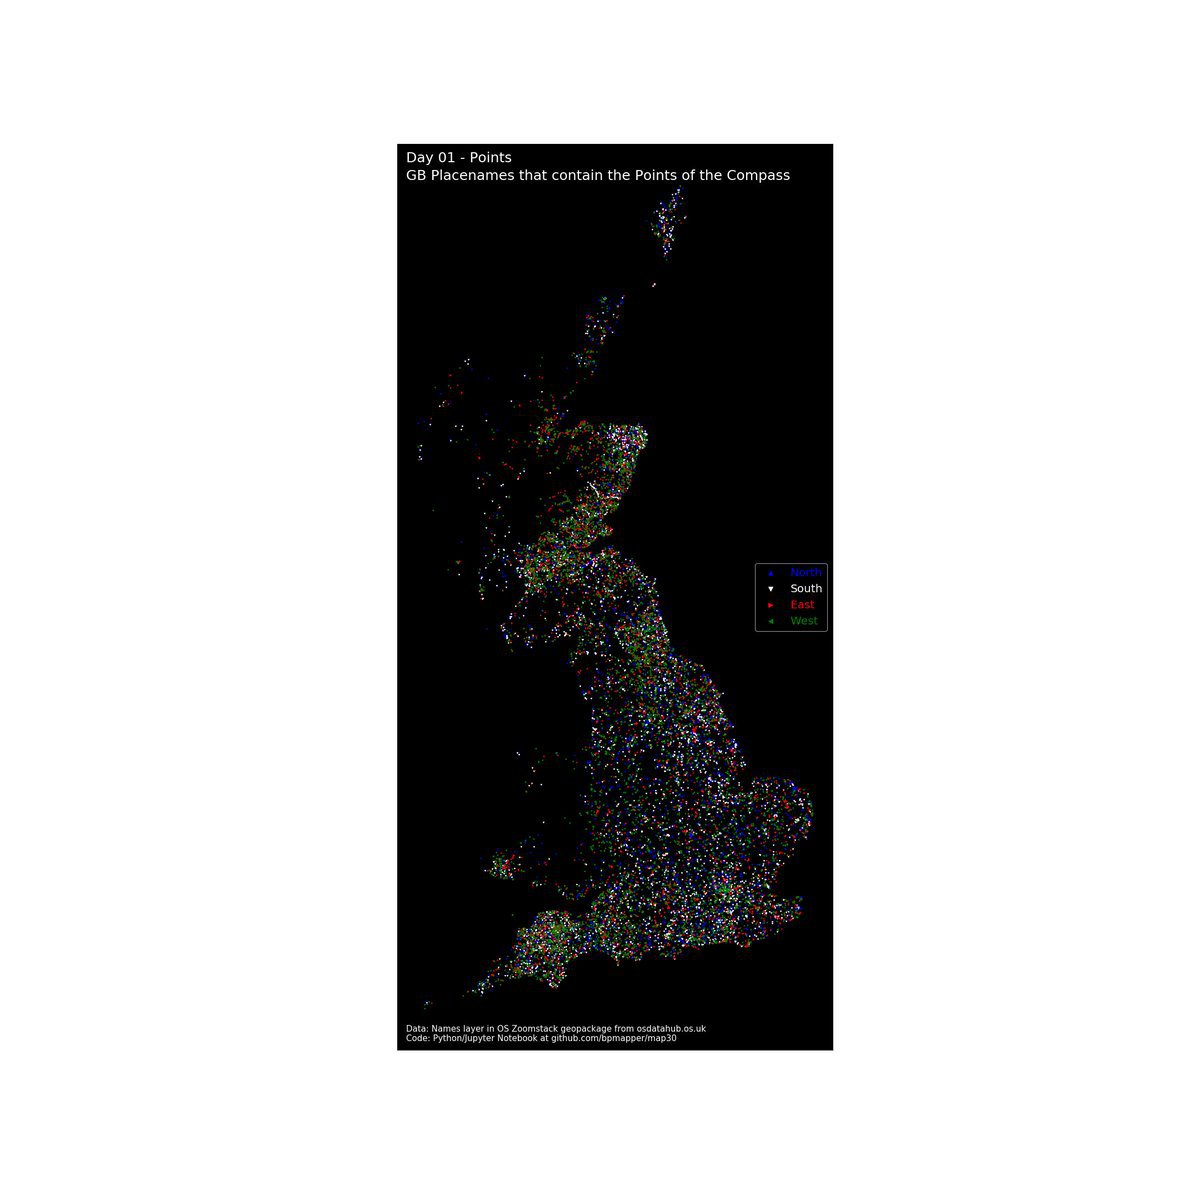 Day 01 - Points
GB Placenames that contain the Points of the Compass
North
South
East
West
Data: Names layer in OS Zoomstack geopackage from osdatahub.os.uk
Code: Python/Jupyter Notebook at github.com/bpmapper/map30